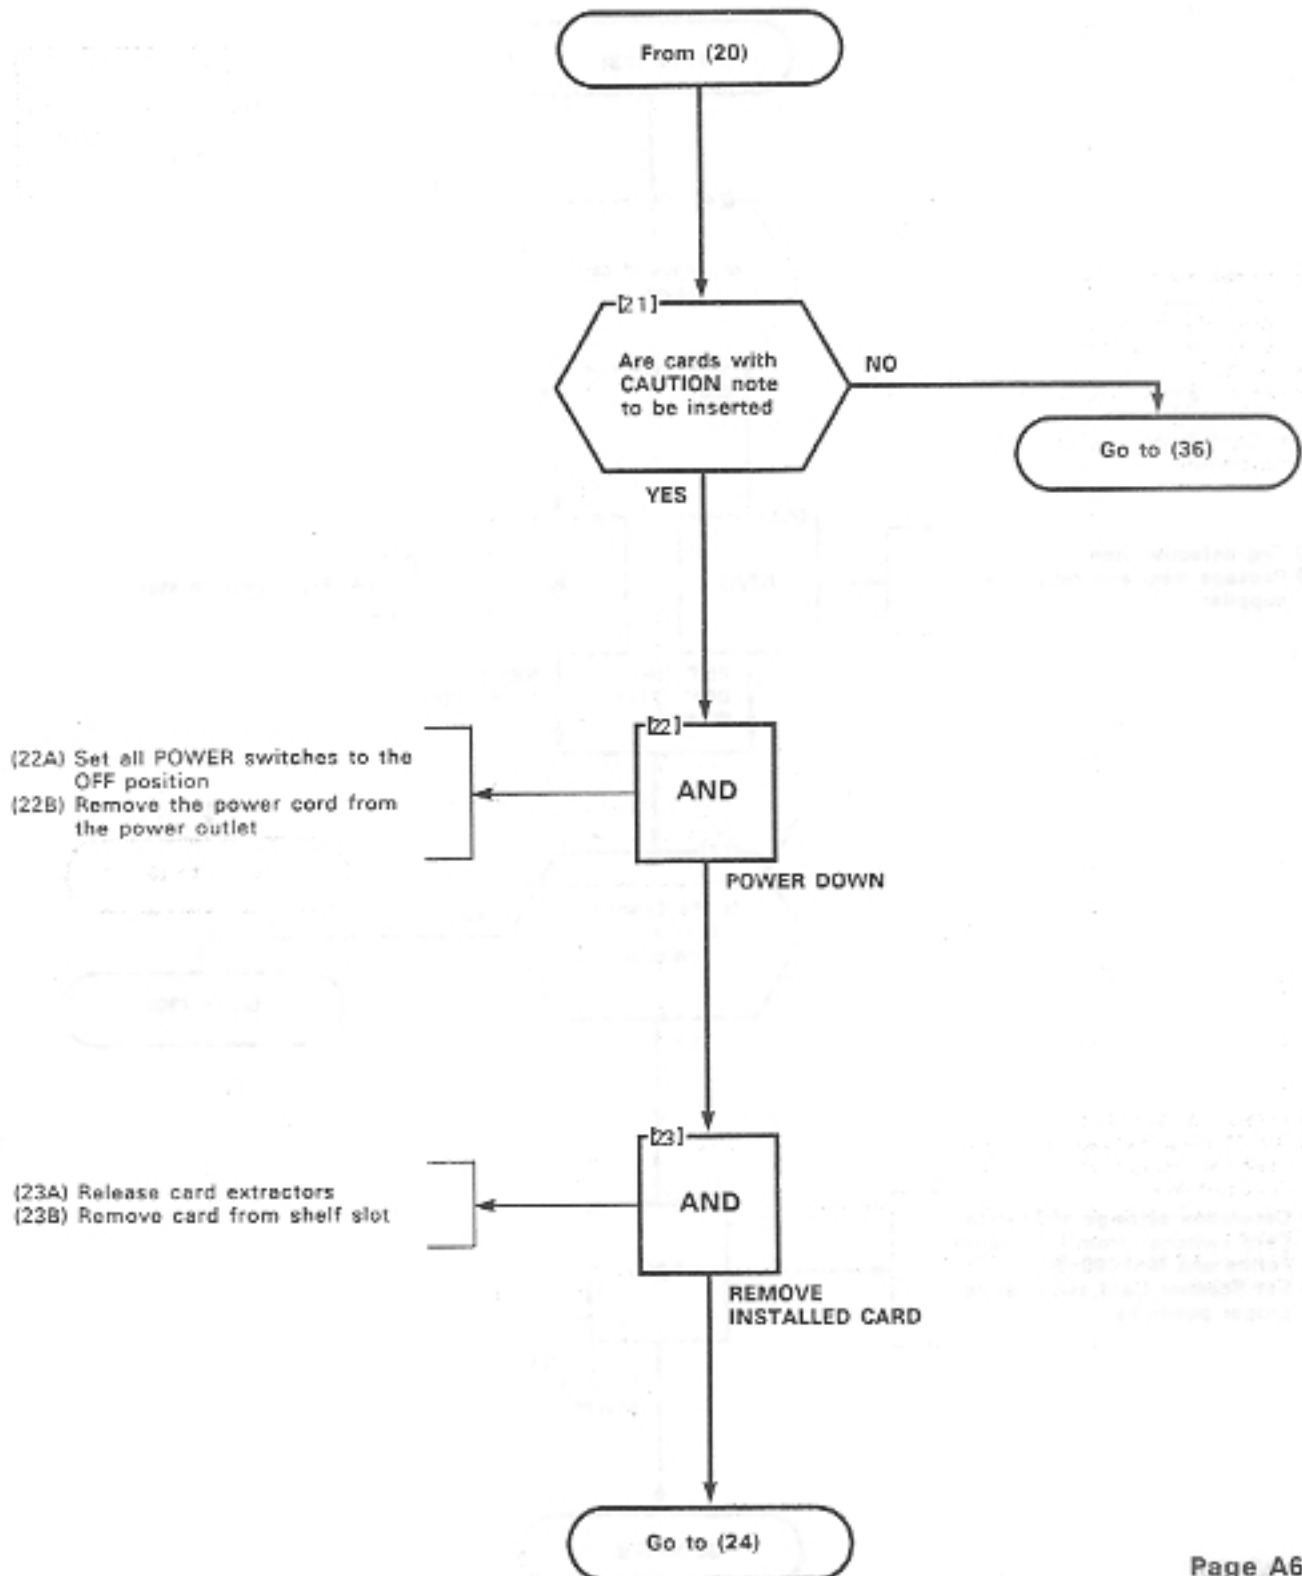 From (20)
[21]
Are cards with
CAUTION note
to be inserted
NO
Go to (36)
YES
[22]
AND
(22A) Set all POWER switches to the
OFF position
(22B) Remove the power cord from
the power outlet
POWER DOWN
[23]
AND
(23A) Release card extractors
(23B) Remove card from shelf slot
REMOVE
INSTALLED CARD
Go to (24)
Page A6